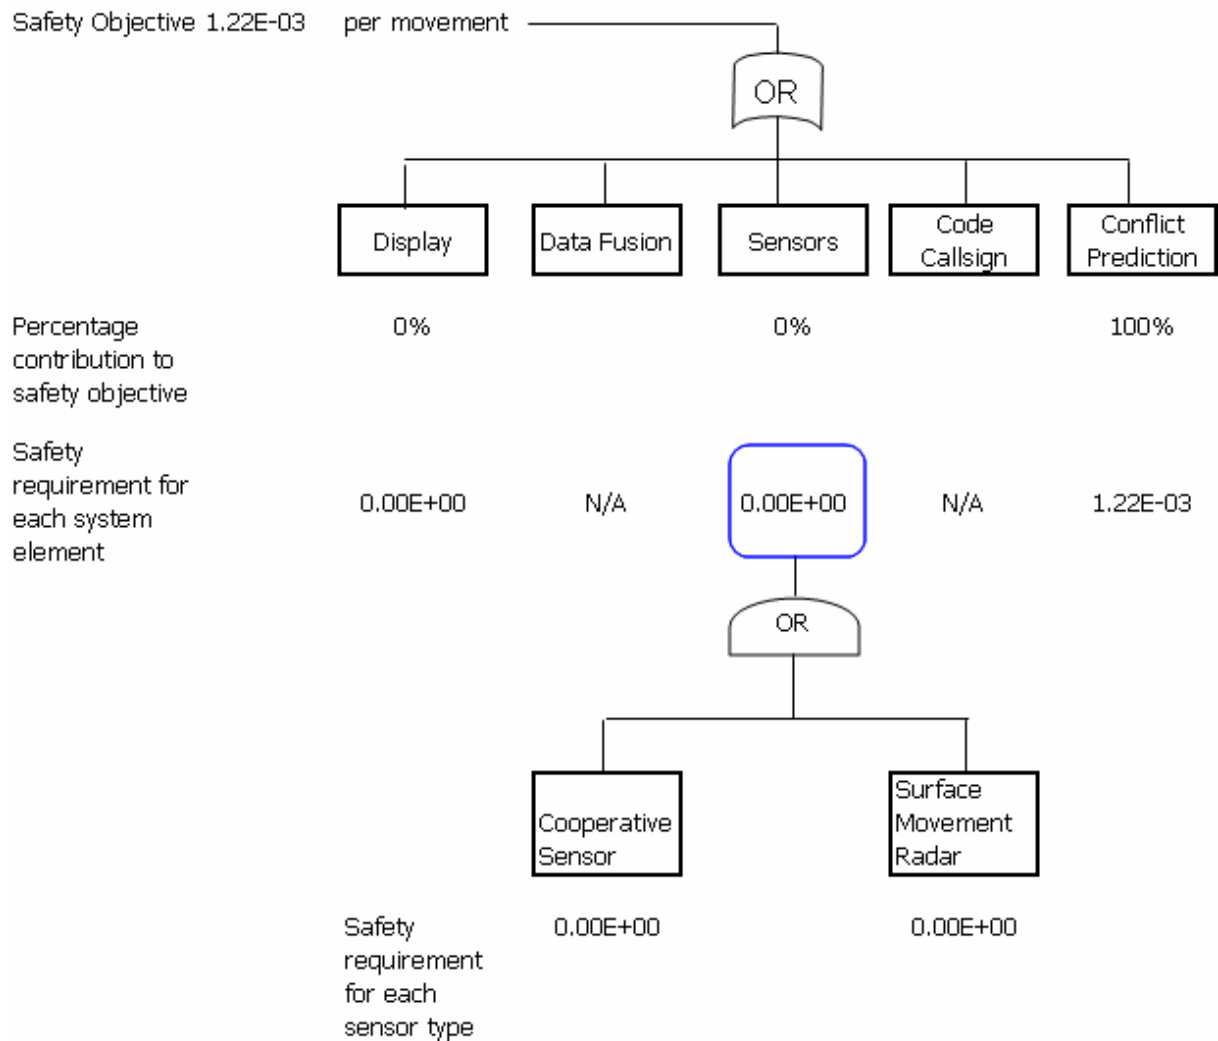 Safety Objective 1.22E-03 per movement
OR
Display
Data Fusion
Sensors
Code
Callsign
Conflict
Prediction
Percentage
contribution to
safety objective
0%
0%
100%
Safety
requirement for
each system
element
0.00E+00
N/A
0.00E+00
N/A
1.22E-03
OR
Cooperative
Sensor
Surface
Movement
Radar
Safety
requirement
for each
sensor type
0.00E+00
0.00E+00